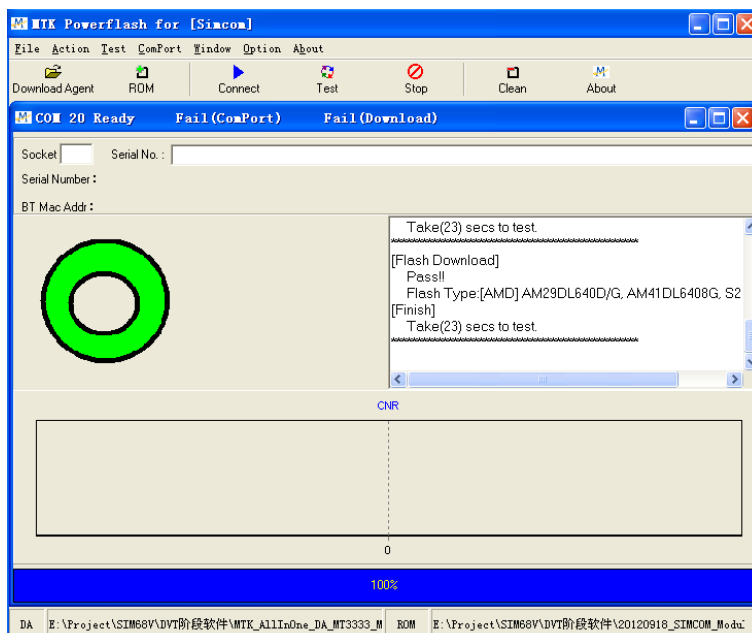 MTK Powerflash for [Simcom]
File Action Test ComPort Window Option About
Download Agent ROM Connect Test Stop Clean About
COM 20 Ready Fail(ComPort) Fail(Download)
Socket Serial No. :
Serial Number :
BT Mac Addr :
Take(23) secs to test.
**************************************************
[Flash Download]
Pass!!
Flash Type:[AMD] AM29DL640D/G, AM41DL6408G, S2
[Finish]
Take(23) secs to test.
**************************************************
CNR
0
100%
DA E:\Project\SIM68V\DVT阶段软件\MTK_AllInOne_DA_MT3333_M ROM E:\Project\SIM68V\DVT阶段软件\20120918_SIMCOM_Modu